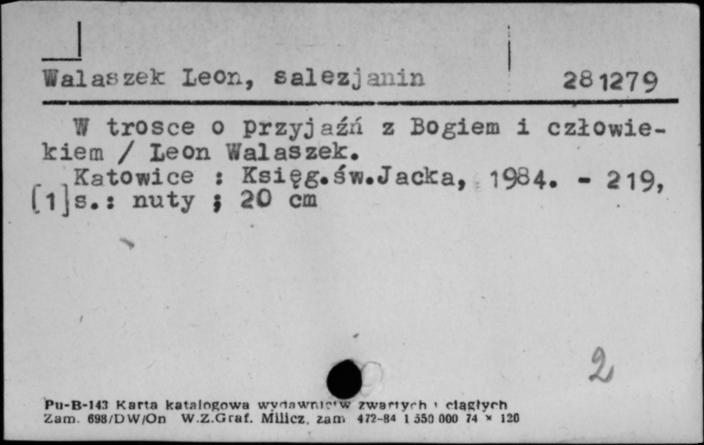 Walaszek Leon, salezjanin 281279
W trosce o przyjaźń z Bogiem i człowie-
kiem / Leon Walaszek.
Katowice : Księg.św.Jacka, 1984. - 219,
[1]s.: nuty ; 20 cm
2
Pu-B-143 Karta katalogowa wydawnictw zwartych i ciągłych
Zam. 698/DW/On W.Z.Graf. Milicz, zam 472-84 1 550 000 74 × 120